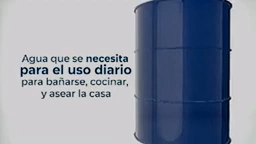 Agua que se necesita
para el uso diario
para bañarse, cocinar,
y asear la casa